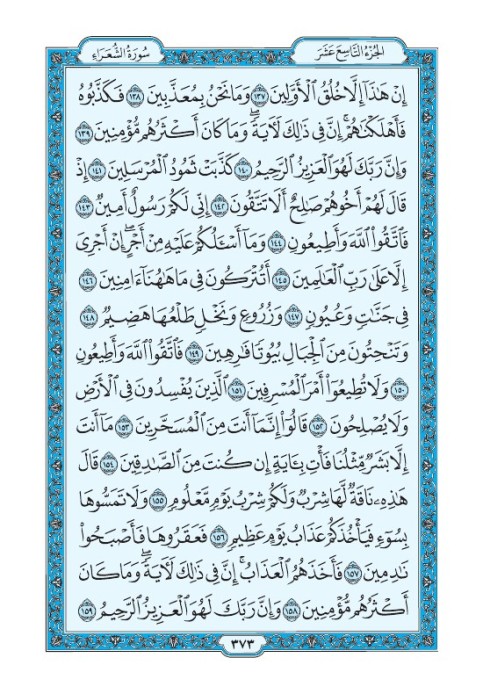 الجُزْءُ التَّاسِعَ عَشَرَ
سُورَةُ الشُّعَرَاءِ
إِنْ هَٰذَآ إِلَّا خُلُقُ ٱلْأَوَّلِينَ ١٣٧ وَمَا نَحْنُ بِمُعَذَّبِينَ ١٣٨ فَكَذَّبُوهُ
فَأَهْلَكْنَٰهُمْ ۗ إِنَّ فِى ذَٰلِكَ لَءَايَةً ۖ وَمَا كَانَ أَكْثَرُهُم مُّؤْمِنِينَ ١٣٩
وَإِنَّ رَبَّكَ لَهُوَ ٱلْعَزِيزُ ٱلرَّحِيمُ ١٤٠ كَذَّبَتْ ثَمُودُ ٱلْمُرْسَلِينَ ١٤١ إِذْ
قَالَ لَهُمْ أَخُوهُمْ صَٰلِحٌ أَلَا تَتَّقُونَ ١٤٢ إِنِّى لَكُمْ رَسُولٌ أَمِينٌ ١٤٣
فَٱتَّقُوا۟ ٱللَّهَ وَأَطِيعُونِ ١٤٤ وَمَآ أَسْـَٔلُكُمْ عَلَيْهِ مِنْ أَجْرٍ ۖ إِنْ أَجْرِىَ
إِلَّا عَلَىٰ رَبِّ ٱلْعَٰلَمِينَ ١٤٥ أَتُتْرَكُونَ فِى مَا هَٰهُنَآ ءَامِنِينَ ١٤٦
فِى جَنَّٰتٍ وَعُيُونٍ ١٤٧ وَزُرُوعٍ وَنَخْلٍ طَلْعُهَا هَضِيمٌ ١٤٨
وَتَنْحِتُونَ مِنَ ٱلْجِبَالِ بُيُوتًا فَٰرِهِينَ ١٤٩ فَٱتَّقُوا۟ ٱللَّهَ وَأَطِيعُونِ
١٥٠ وَلَا تُطِيعُوٓا۟ أَمْرَ ٱلْمُسْرِفِينَ ١٥١ ٱلَّذِينَ يُفْسِدُونَ فِى ٱلْأَرْضِ
وَلَا يُصْلِحُونَ ١٥٢ قَالُوٓا۟ إِنَّمَآ أَنتَ مِنَ ٱلْمُسَحَّرِينَ ١٥٣ مَآ أَنتَ
إِلَّا بَشَرٌ مِّثْلُنَا فَأْتِ بِـَٔايَةٍ إِن كُنتَ مِنَ ٱلصَّٰدِقِينَ ١٥٤ قَالَ
هَٰذِهِۦ نَاقَةٌ لَّهَا شِرْبٌ وَلَكُمْ شِرْبُ يَوْمٍ مَّعْلُومٍ ١٥٥ وَلَا تَمَسُّوهَا
بِسُوٓءٍ فَيَأْخُذَكُمْ عَذَابُ يَوْمٍ عَظِيمٍ ١٥٦ فَعَقَرُوهَا فَأَصْبَحُوا۟
نَٰدِمِينَ ١٥٧ فَأَخَذَهُمُ ٱلْعَذَابُ ۗ إِنَّ فِى ذَٰلِكَ لَءَايَةً ۖ وَمَا كَانَ
أَكْثَرُهُم مُّؤْمِنِينَ ١٥٨ وَإِنَّ رَبَّكَ لَهُوَ ٱلْعَزِيزُ ٱلرَّحِيمُ ١٥٩
٣٧٣